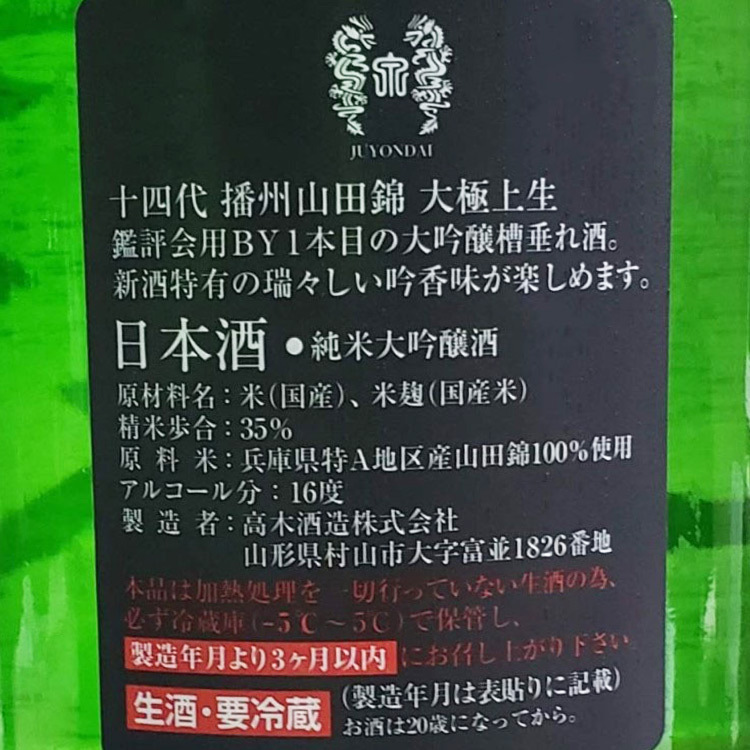 JUYONDAI
十四代 播州山田錦 大極上生
鑑評会用BY1本目の大吟醸槽垂れ酒。
新酒特有の瑞々しい吟香味が楽しめます。
日本酒 ●純米大吟醸酒
原材料名：米(国産)、米麹(国産米)
精米歩合：35%
原料米：兵庫県特A地区産山田錦100%使用
アルコール分：16度
製造者：高木酒造株式会社
山形県村山市大字富並1826番地
本品は加熱処理を一切行っていない生酒の為、
必ず冷蔵庫(-5℃～5℃)で保管し、
製造年月より3ヶ月以内にお召し上がり下さい。
生酒・要冷蔵 (製造年月は表貼りに記載)
お酒は20歳になってから。